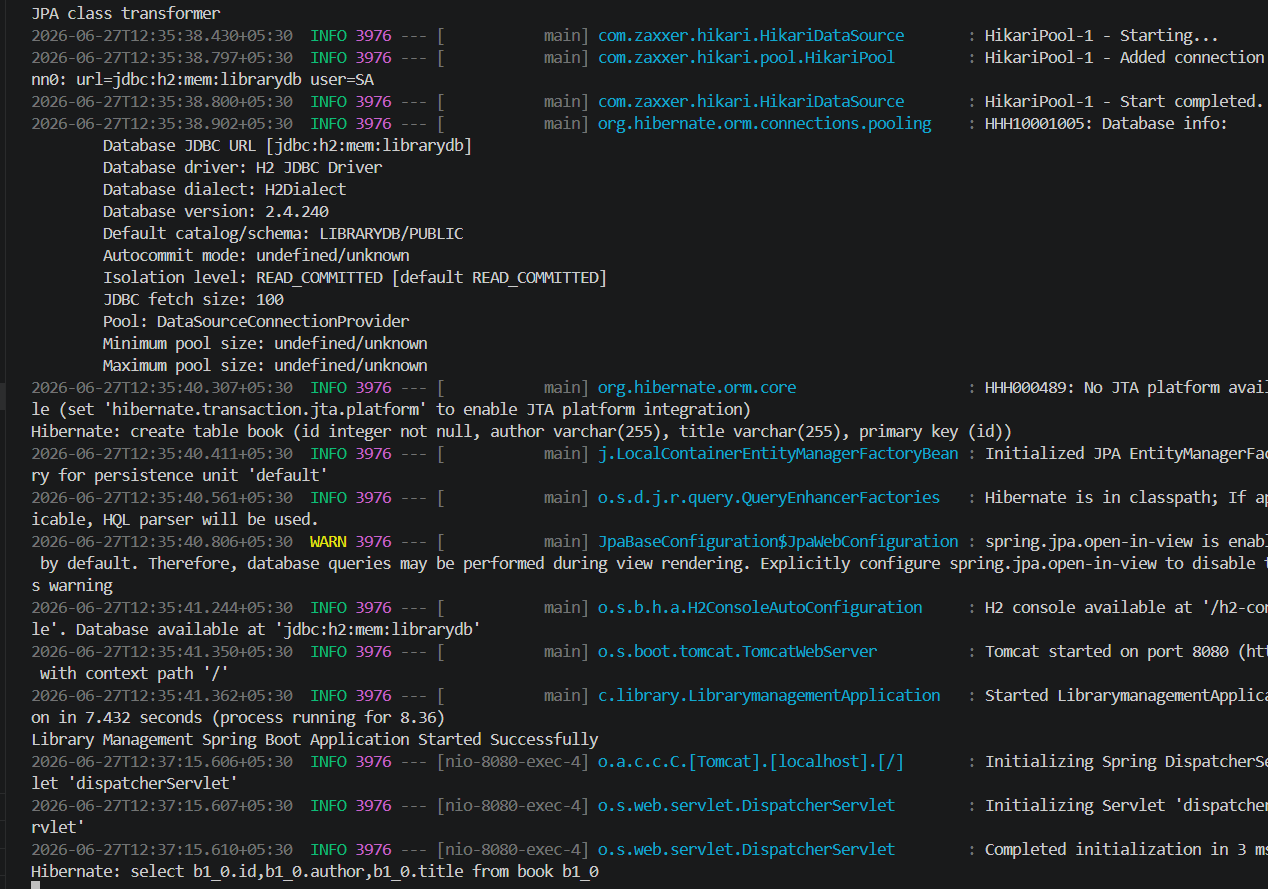 JPA class transformer
2026-06-27T12:35:38.430+05:30  INFO 3976 --- [           main] com.zaxxer.hikari.HikariDataSource       : HikariPool-1 - Starting...
2026-06-27T12:35:38.797+05:30  INFO 3976 --- [           main] com.zaxxer.hikari.pool.HikariPool        : HikariPool-1 - Added connection
nn0: url=jdbc:h2:mem:librarydb user=SA
2026-06-27T12:35:38.800+05:30  INFO 3976 --- [           main] com.zaxxer.hikari.HikariDataSource       : HikariPool-1 - Start completed.
2026-06-27T12:35:38.902+05:30  INFO 3976 --- [           main] org.hibernate.orm.connections.pooling    : HHH10001005: Database info:
Database JDBC URL [jdbc:h2:mem:librarydb]
Database driver: H2 JDBC Driver
Database dialect: H2Dialect
Database version: 2.4.240
Default catalog/schema: LIBRARYDB/PUBLIC
Autocommit mode: undefined/unknown
Isolation level: READ_COMMITTED [default READ_COMMITTED]
JDBC fetch size: 100
Pool: DataSourceConnectionProvider
Minimum pool size: undefined/unknown
Maximum pool size: undefined/unknown
2026-06-27T12:35:40.307+05:30  INFO 3976 --- [           main] org.hibernate.orm.core                   : HHH000489: No JTA platform avail
le (set 'hibernate.transaction.jta.platform' to enable JTA platform integration)
Hibernate: create table book (id integer not null, author varchar(255), title varchar(255), primary key (id))
2026-06-27T12:35:40.411+05:30  INFO 3976 --- [           main] j.LocalContainerEntityManagerFactoryBean : Initialized JPA EntityManagerFac
ry for persistence unit 'default'
2026-06-27T12:35:40.561+05:30  INFO 3976 --- [           main] o.s.d.j.r.query.QueryEnhancerFactories   : Hibernate is in classpath; If ap
icable, HQL parser will be used.
2026-06-27T12:35:40.806+05:30  WARN 3976 --- [           main] JpaBaseConfiguration$JpaWebConfiguration : spring.jpa.open-in-view is enabl
by default. Therefore, database queries may be performed during view rendering. Explicitly configure spring.jpa.open-in-view to disable t
s warning
2026-06-27T12:35:41.244+05:30  INFO 3976 --- [           main] o.s.b.h.a.H2ConsoleAutoConfiguration     : H2 console available at '/h2-con
le'. Database available at 'jdbc:h2:mem:librarydb'
2026-06-27T12:35:41.350+05:30  INFO 3976 --- [           main] o.s.boot.tomcat.TomcatWebServer          : Tomcat started on port 8080 (htt
with context path '/'
2026-06-27T12:35:41.362+05:30  INFO 3976 --- [           main] c.library.LibrarymanagementApplication   : Started LibrarymanagementApplica
on in 7.432 seconds (process running for 8.36)
Library Management Spring Boot Application Started Successfully
2026-06-27T12:37:15.606+05:30  INFO 3976 --- [nio-8080-exec-4] o.a.c.c.C.[Tomcat].[localhost].[/]       : Initializing Spring DispatcherSe
let 'dispatcherServlet'
2026-06-27T12:37:15.607+05:30  INFO 3976 --- [nio-8080-exec-4] o.s.web.servlet.DispatcherServlet        : Initializing Servlet 'dispatcher
rvlet'
2026-06-27T12:37:15.610+05:30  INFO 3976 --- [nio-8080-exec-4] o.s.web.servlet.DispatcherServlet        : Completed initialization in 3 ms
Hibernate: select b1_0.id,b1_0.author,b1_0.title from book b1_0